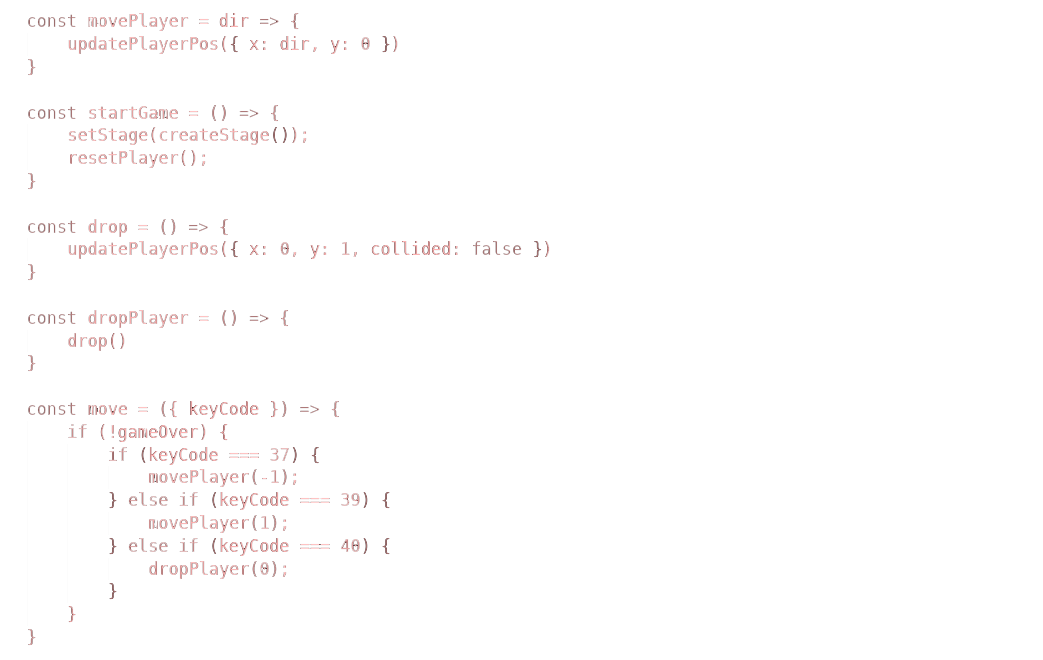 const movePlayer = dir => {
    updatePlayerPos({ x: dir, y: 0 })
}

const startGame = () => {
    setStage(createStage());
    resetPlayer();
}

const drop = () => {
    updatePlayerPos({ x: 0, y: 1, collided: false })
}

const dropPlayer = () => {
    drop()
}

const move = ({ keyCode }) => {
    if (!gameOver) {
        if (keyCode === 37) {
            movePlayer(-1);
        } else if (keyCode === 39) {
            movePlayer(1);
        } else if (keyCode === 40) {
            dropPlayer(0);
        }
    }
}